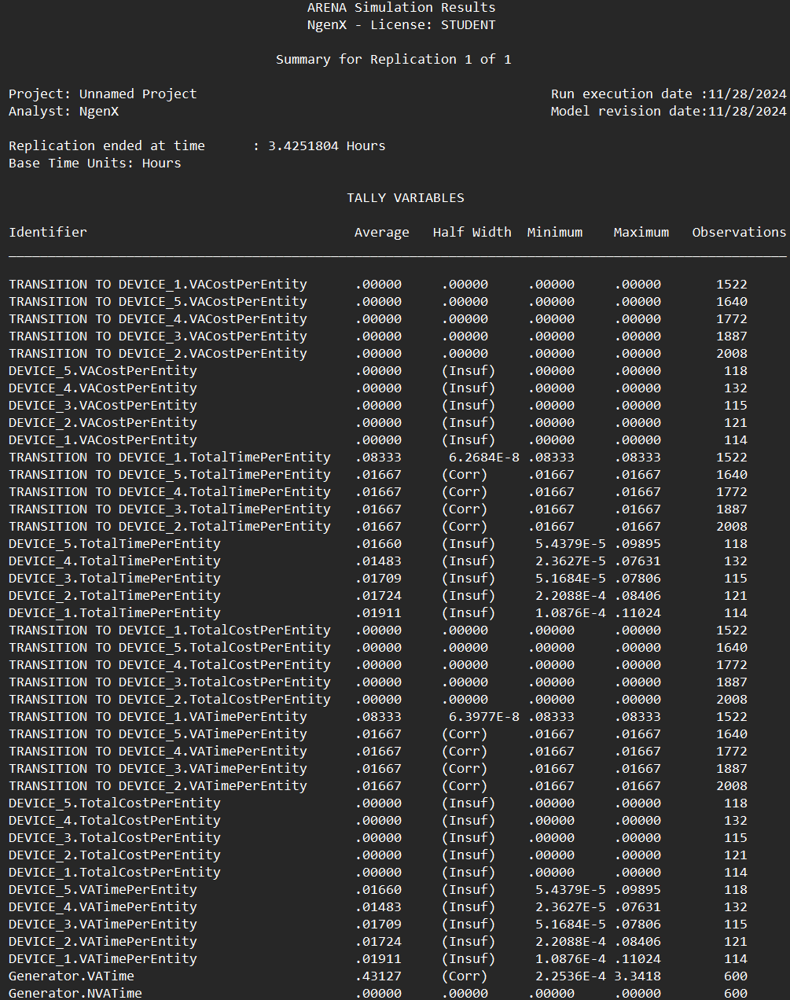 ARENA Simulation Results
NgenX - License: STUDENT
Summary for Replication 1 of 1
Project: Unnamed Project Run execution date :11/28/2024
Analyst: NgenX Model revision date:11/28/2024
Replication ended at time : 3.4251804 Hours
Base Time Units: Hours
TALLY VARIABLES
Identifier Average Half Width Minimum Maximum Observations
TRANSITION TO DEVICE_1.VACostPerEntity .00000 .00000 .00000 .00000 1522
TRANSITION TO DEVICE_5.VACostPerEntity .00000 .00000 .00000 .00000 1640
TRANSITION TO DEVICE_4.VACostPerEntity .00000 .00000 .00000 .00000 1772
TRANSITION TO DEVICE_3.VACostPerEntity .00000 .00000 .00000 .00000 1887
TRANSITION TO DEVICE_2.VACostPerEntity .00000 .00000 .00000 .00000 2008
DEVICE_5.VACostPerEntity .00000 (Insuf) .00000 .00000 118
DEVICE_4.VACostPerEntity .00000 (Insuf) .00000 .00000 132
DEVICE_3.VACostPerEntity .00000 (Insuf) .00000 .00000 115
DEVICE_2.VACostPerEntity .00000 (Insuf) .00000 .00000 121
DEVICE_1.VACostPerEntity .00000 (Insuf) .00000 .00000 114
TRANSITION TO DEVICE_1.TotalTimePerEntity .08333 6.2684E-8 .08333 .08333 1522
TRANSITION TO DEVICE_5.TotalTimePerEntity .01667 (Corr) .01667 .01667 1640
TRANSITION TO DEVICE_4.TotalTimePerEntity .01667 (Corr) .01667 .01667 1772
TRANSITION TO DEVICE_3.TotalTimePerEntity .01667 (Corr) .01667 .01667 1887
TRANSITION TO DEVICE_2.TotalTimePerEntity .01667 (Corr) .01667 .01667 2008
DEVICE_5.TotalTimePerEntity .01660 (Insuf) 5.4379E-5 .09895 118
DEVICE_4.TotalTimePerEntity .01483 (Insuf) 2.3627E-5 .07631 132
DEVICE_3.TotalTimePerEntity .01709 (Insuf) 5.1684E-5 .07806 115
DEVICE_2.TotalTimePerEntity .01724 (Insuf) 2.2088E-4 .08406 121
DEVICE_1.TotalTimePerEntity .01911 (Insuf) 1.0876E-4 .11024 114
TRANSITION TO DEVICE_1.TotalCostPerEntity .00000 .00000 .00000 .00000 1522
TRANSITION TO DEVICE_5.TotalCostPerEntity .00000 .00000 .00000 .00000 1640
TRANSITION TO DEVICE_4.TotalCostPerEntity .00000 .00000 .00000 .00000 1772
TRANSITION TO DEVICE_3.TotalCostPerEntity .00000 .00000 .00000 .00000 1887
TRANSITION TO DEVICE_2.TotalCostPerEntity .00000 .00000 .00000 .00000 2008
TRANSITION TO DEVICE_1.VATimePerEntity .08333 6.3977E-8 .08333 .08333 1522
TRANSITION TO DEVICE_5.VATimePerEntity .01667 (Corr) .01667 .01667 1640
TRANSITION TO DEVICE_4.VATimePerEntity .01667 (Corr) .01667 .01667 1772
TRANSITION TO DEVICE_3.VATimePerEntity .01667 (Corr) .01667 .01667 1887
TRANSITION TO DEVICE_2.VATimePerEntity .01667 (Corr) .01667 .01667 2008
DEVICE_5.TotalCostPerEntity .00000 (Insuf) .00000 .00000 118
DEVICE_4.TotalCostPerEntity .00000 (Insuf) .00000 .00000 132
DEVICE_3.TotalCostPerEntity .00000 (Insuf) .00000 .00000 115
DEVICE_2.TotalCostPerEntity .00000 (Insuf) .00000 .00000 121
DEVICE_1.TotalCostPerEntity .00000 (Insuf) .00000 .00000 114
DEVICE_5.VATimePerEntity .01660 (Insuf) 5.4379E-5 .09895 118
DEVICE_4.VATimePerEntity .01483 (Insuf) 2.3627E-5 .07631 132
DEVICE_3.VATimePerEntity .01709 (Insuf) 5.1684E-5 .07806 115
DEVICE_2.VATimePerEntity .01724 (Insuf) 2.2088E-4 .08406 121
DEVICE_1.VATimePerEntity .01911 (Insuf) 1.0876E-4 .11024 114
Generator.VATime .43127 (Corr) 2.2536E-4 3.3418 600
Generator.NVATime .00000 .00000 .00000 .00000 600